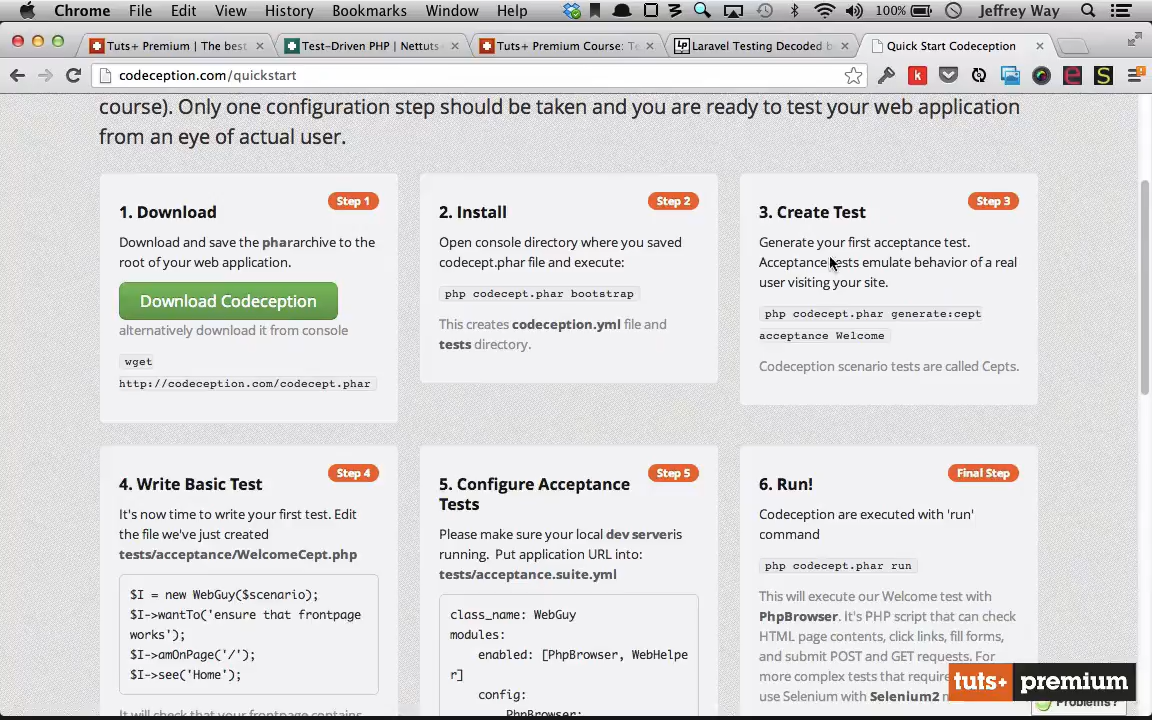 Chrome File Edit View History Bookmarks Window Help 100% Jeffrey Way
Tuts+ Premium | The best
Test-Driven PHP | Nettuts
Tuts+ Premium Course: Te
Laravel Testing Decoded b
Quick Start Codeception
codeception.com/quickstart
course). Only one configuration step should be taken and you are ready to test your web application
from an eye of actual user.
Step 1
1. Download
Download and save the phararchive to the
root of your web application.
Download Codeception
alternatively download it from console
wget
http://codeception.com/codecept.phar
Step 2
2. Install
Open console directory where you saved
codecept.phar file and execute:
php codecept.phar bootstrap
This creates codeception.yml file and
tests directory.
Step 3
3. Create Test
Generate your first acceptance test.
Acceptance tests emulate behavior of a real
user visiting your site.
php codecept.phar generate:cept
acceptance Welcome
Codeception scenario tests are called Cepts.
Step 4
4. Write Basic Test
It's now time to write your first test. Edit
the file we've just created
tests/acceptance/WelcomeCept.php
$I = new WebGuy($scenario);
$I->wantTo('ensure that frontpage
works');
$I->amOnPage('/');
$I->see('Home');
It will check that your frontpage contains
Step 5
5. Configure Acceptance
Tests
Please make sure your local dev serveris
running. Put application URL into:
tests/acceptance.suite.yml
class_name: WebGuy
modules:
enabled: [PhpBrowser, WebHelpe
r]
config:
PhpBrowser:
Final Step
6. Run!
Codeception are executed with 'run'
command
php codecept.phar run
This will execute our Welcome test with
PhpBrowser. It's PHP script that can check
HTML page contents, click links, fill forms,
and submit POST and GET requests. For
more complex tests that require
use Selenium with Selenium2
tuts+ premium
Problems?